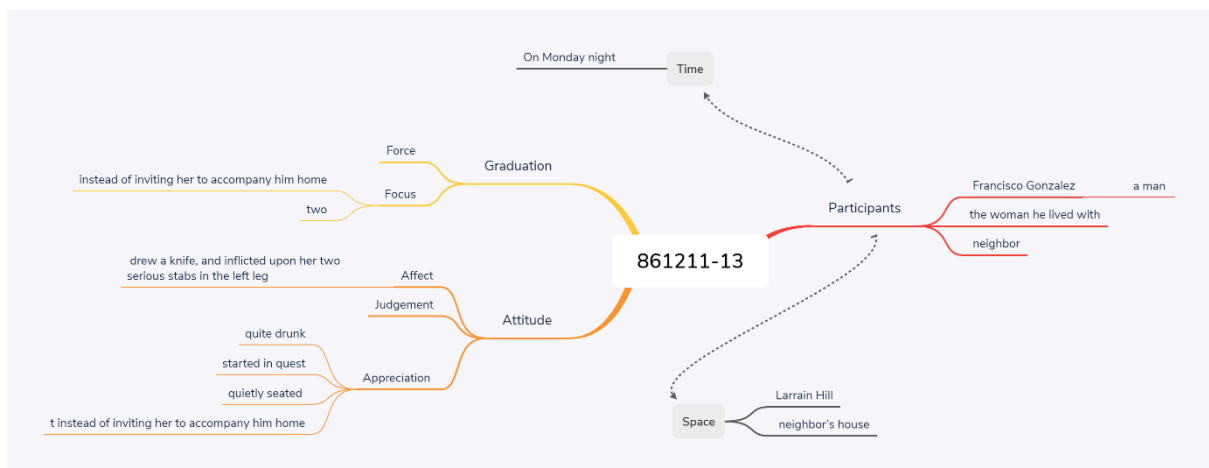 On Monday night
Time
Force
Graduation
instead of inviting her to accompany him home
Focus
two
Participants
Francisco Gonzalez
a man
the woman he lived with
neighbor
861211-13
drew a knife, and inflicted upon her two
serious stabs in the left leg
Affect
Judgement
Attitude
quite drunk
started in quest
Appreciation
quietly seated
t instead of inviting her to accompany him home
Space
Larrain Hill
neighbor's house